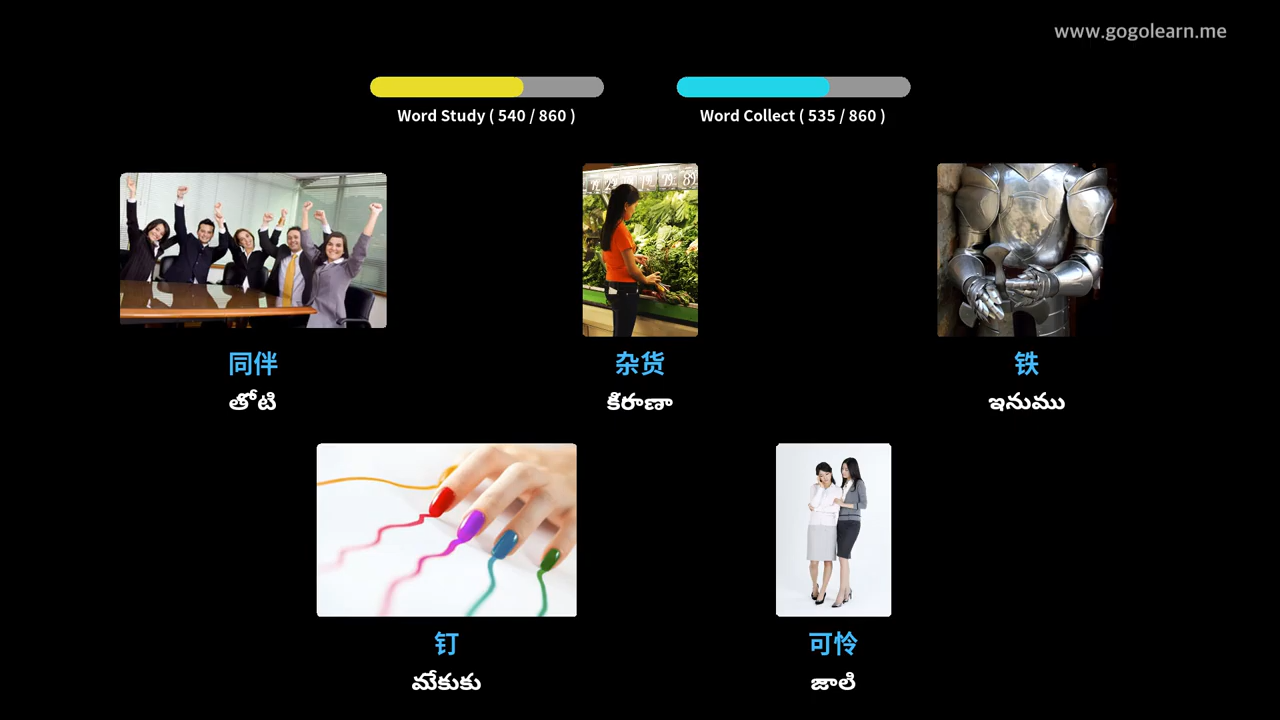 www.gogolearn.me
Word Study ( 540 / 860 )
Word Collect ( 535 / 860 )
同伴
తోటి
杂货
కిరాణా
铁
ఇనుము
钉
మేకుకు
可怜
జాలి